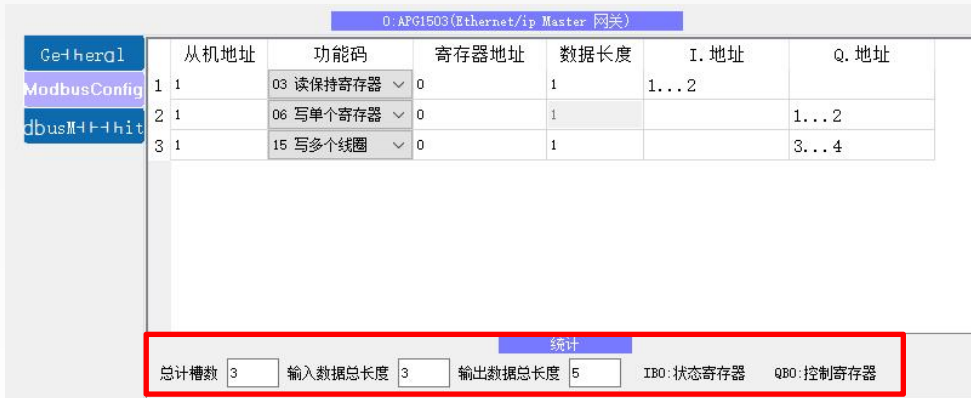 0:APG1503(Ethernet/ip Master 网关)
ModbusConfig
从机地址 功能码 寄存器地址 数据长度 I.地址 Q.地址
1 1 03 读保持寄存器 0 1 1...2
2 1 06 写单个寄存器 0 1 1...2
3 1 15 写多个线圈 0 1 3...4
统计
总计槽数 3 输入数据总长度 3 输出数据总长度 5 IB0:状态寄存器 QB0:控制寄存器